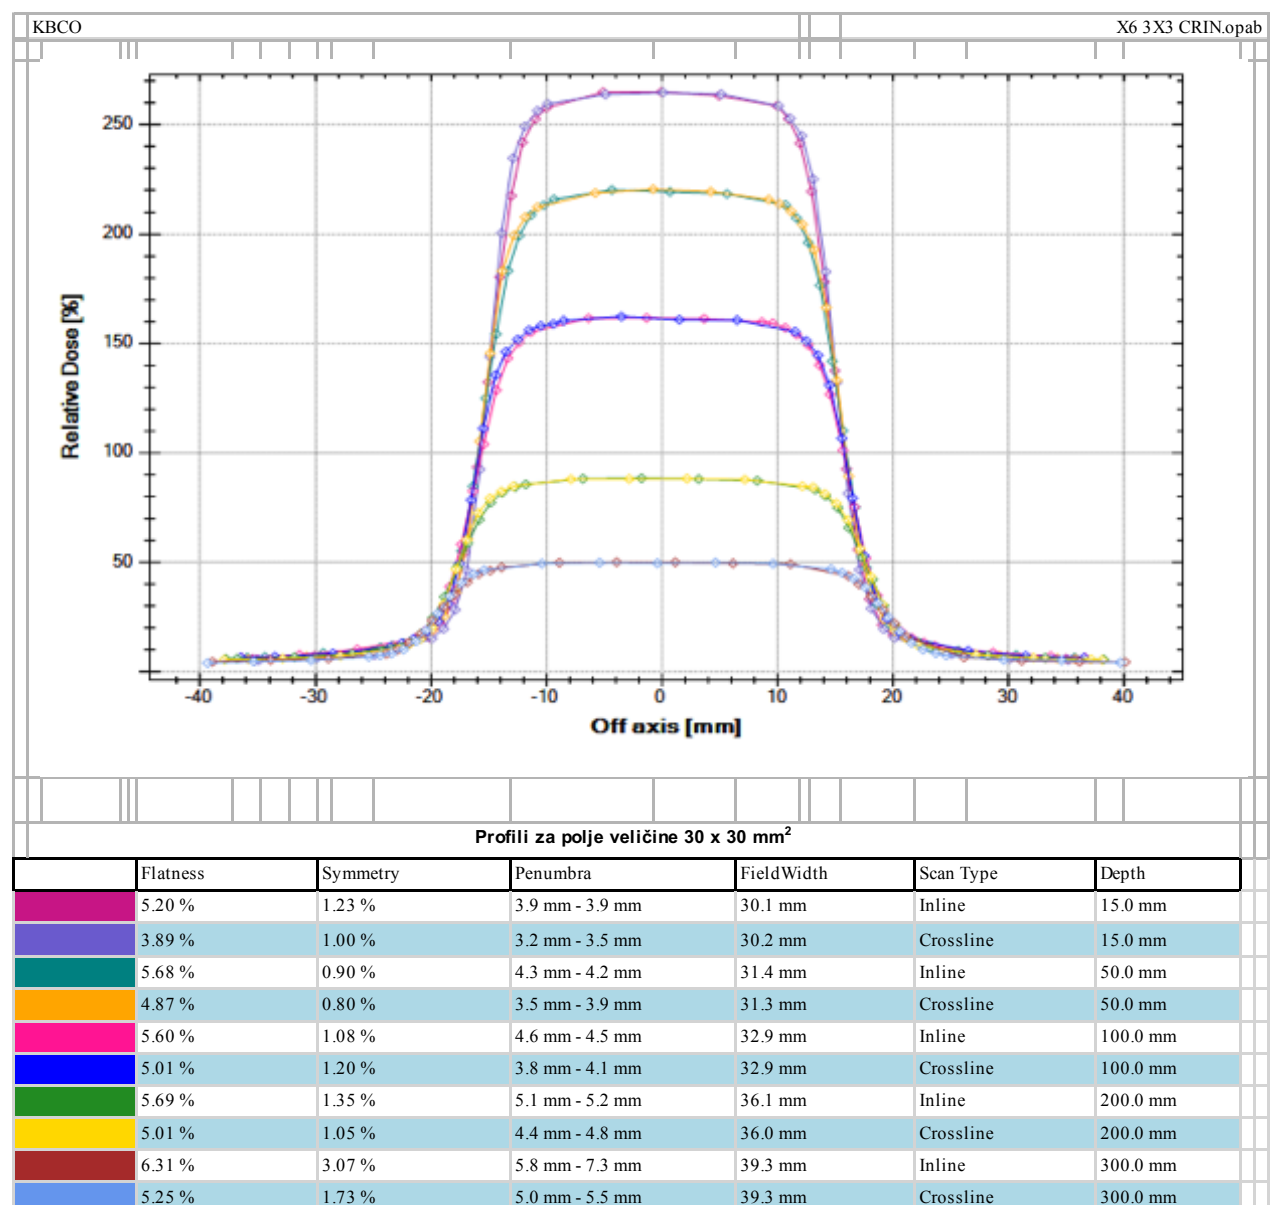 KBCO X6 3X3 CRIN.opab
250
200
150
100
50
Relative Dose [%]
-40 -30 -20 -10 0 10 20 30 40
Off axis [mm]
Profili za polje veličine 30 x 30 mm²
Flatness Symmetry Penumbra FieldWidth Scan Type Depth
5.20 % 1.23 % 3.9 mm - 3.9 mm 30.1 mm Inline 15.0 mm
3.89 % 1.00 % 3.2 mm - 3.5 mm 30.2 mm Crossline 15.0 mm
5.68 % 0.90 % 4.3 mm - 4.2 mm 31.4 mm Inline 50.0 mm
4.87 % 0.80 % 3.5 mm - 3.9 mm 31.3 mm Crossline 50.0 mm
5.60 % 1.08 % 4.6 mm - 4.5 mm 32.9 mm Inline 100.0 mm
5.01 % 1.20 % 3.8 mm - 4.1 mm 32.9 mm Crossline 100.0 mm
5.69 % 1.35 % 5.1 mm - 5.2 mm 36.1 mm Inline 200.0 mm
5.01 % 1.05 % 4.4 mm - 4.8 mm 36.0 mm Crossline 200.0 mm
6.31 % 3.07 % 5.8 mm - 7.3 mm 39.3 mm Inline 300.0 mm
5.25 % 1.73 % 5.0 mm - 5.5 mm 39.3 mm Crossline 300.0 mm